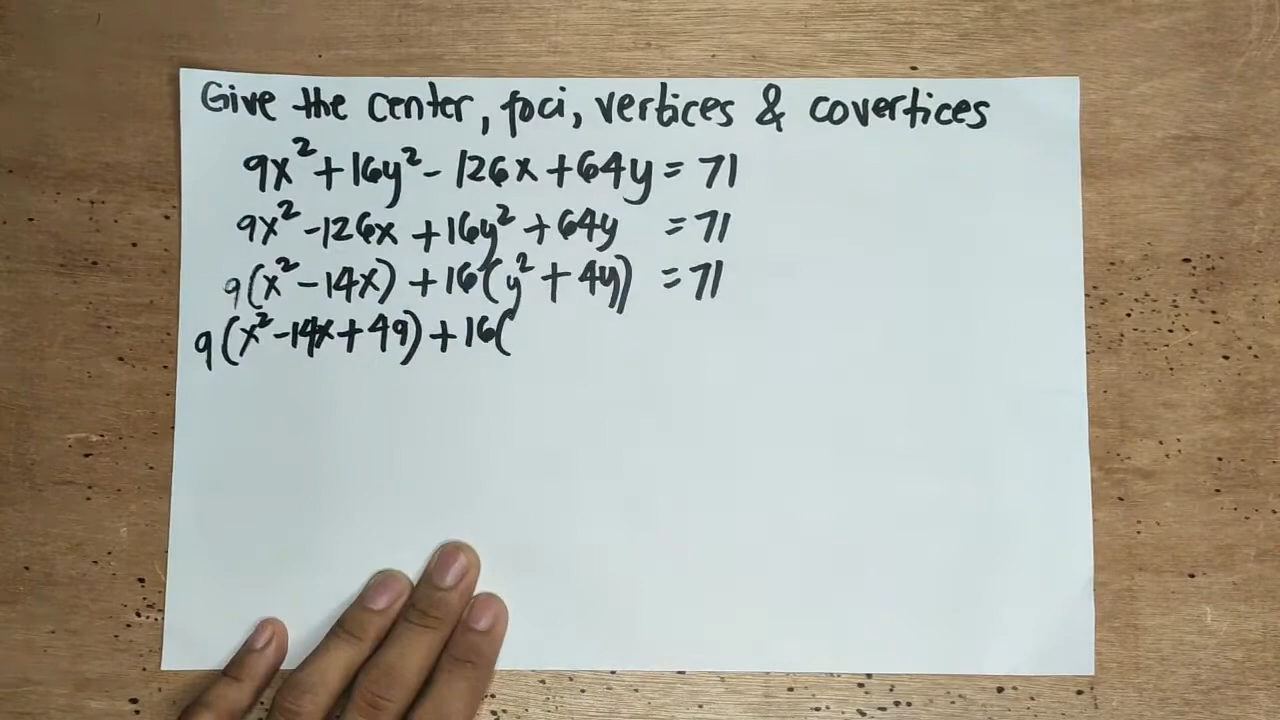 Give the center, foci, vertices & covertices
9x² + 16y² - 126x + 64y = 71
9x² - 126x + 16y² + 64y = 71
9(x² - 14x) + 16(y² + 4y) = 71
9(x² - 14x + 49) + 16(